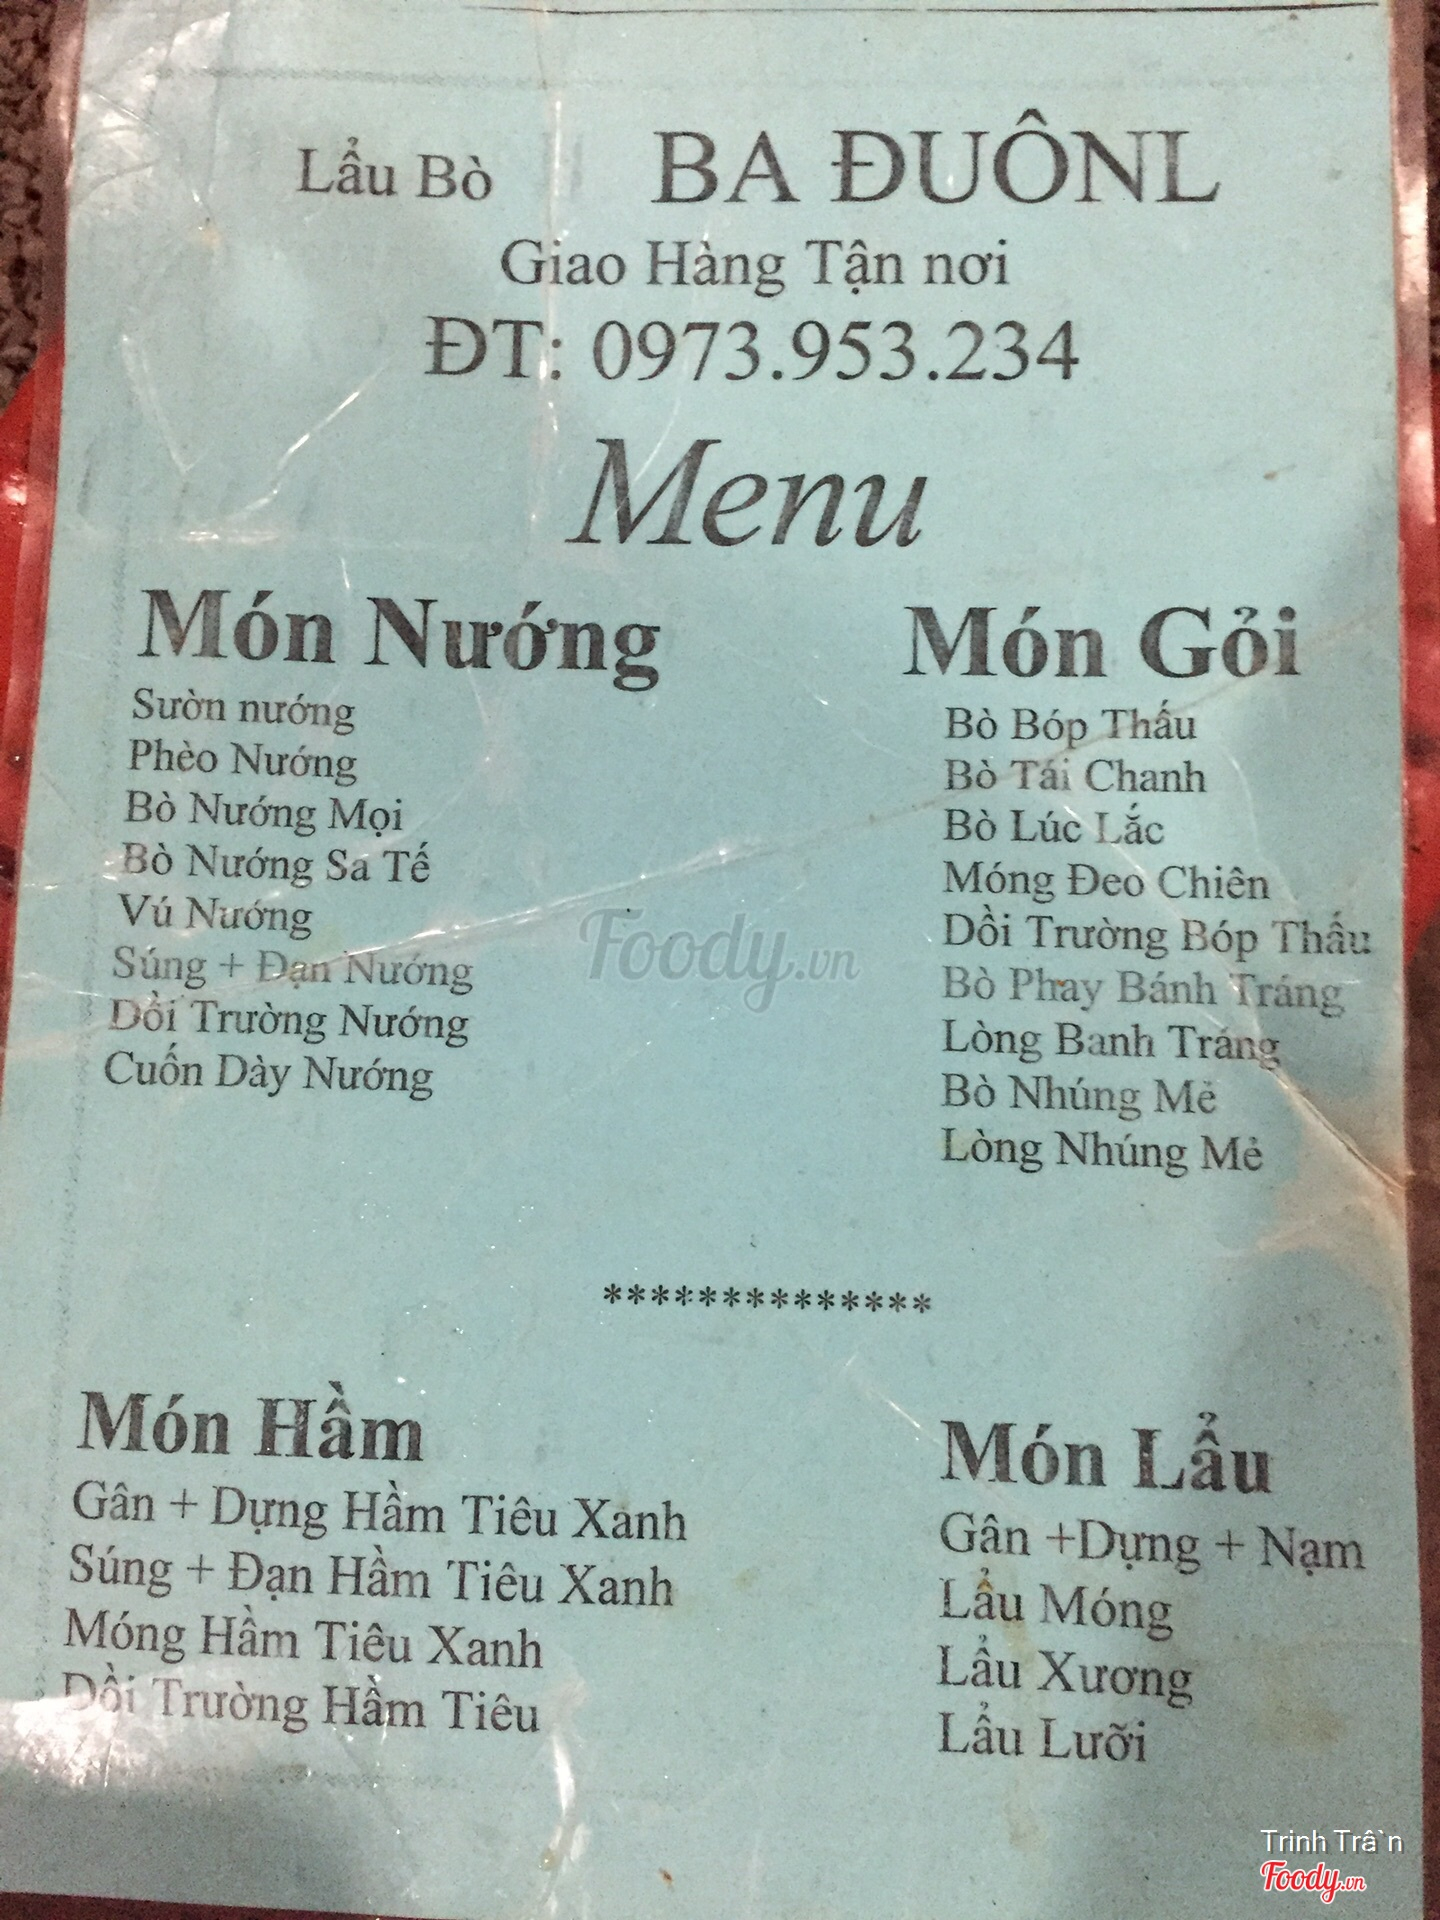 Lẩu Bò BA ĐUÔNL
Giao Hàng Tận nơi
ĐT: 0973.953.234
Menu
Món Nướng
Sườn nướng
Phèo Nướng
Bò Nướng Mọi
Bò Nướng Sa Tế
Vú Nướng
Súng + Đạn Nướng
Dồi Trường Nướng
Cuốn Dày Nướng
Món Gỏi
Bò Bóp Thấu
Bò Tái Chanh
Bò Lúc Lắc
Móng Đeo Chiên
Dồi Trường Bóp Thấu
Bò Phay Bánh Tráng
Lòng Banh Tráng
Bò Nhúng Mẻ
Lòng Nhúng Mẻ
Foody.vn
**************
Món Hầm
Gân + Dựng Hầm Tiêu Xanh
Súng + Đạn Hầm Tiêu Xanh
Móng Hầm Tiêu Xanh
Dồi Trường Hầm Tiêu
Món Lẩu
Gân +Dựng + Nạm
Lẩu Móng
Lẩu Xương
Lẩu Lưỡi
Trinh Trâ`n
Foody.vn